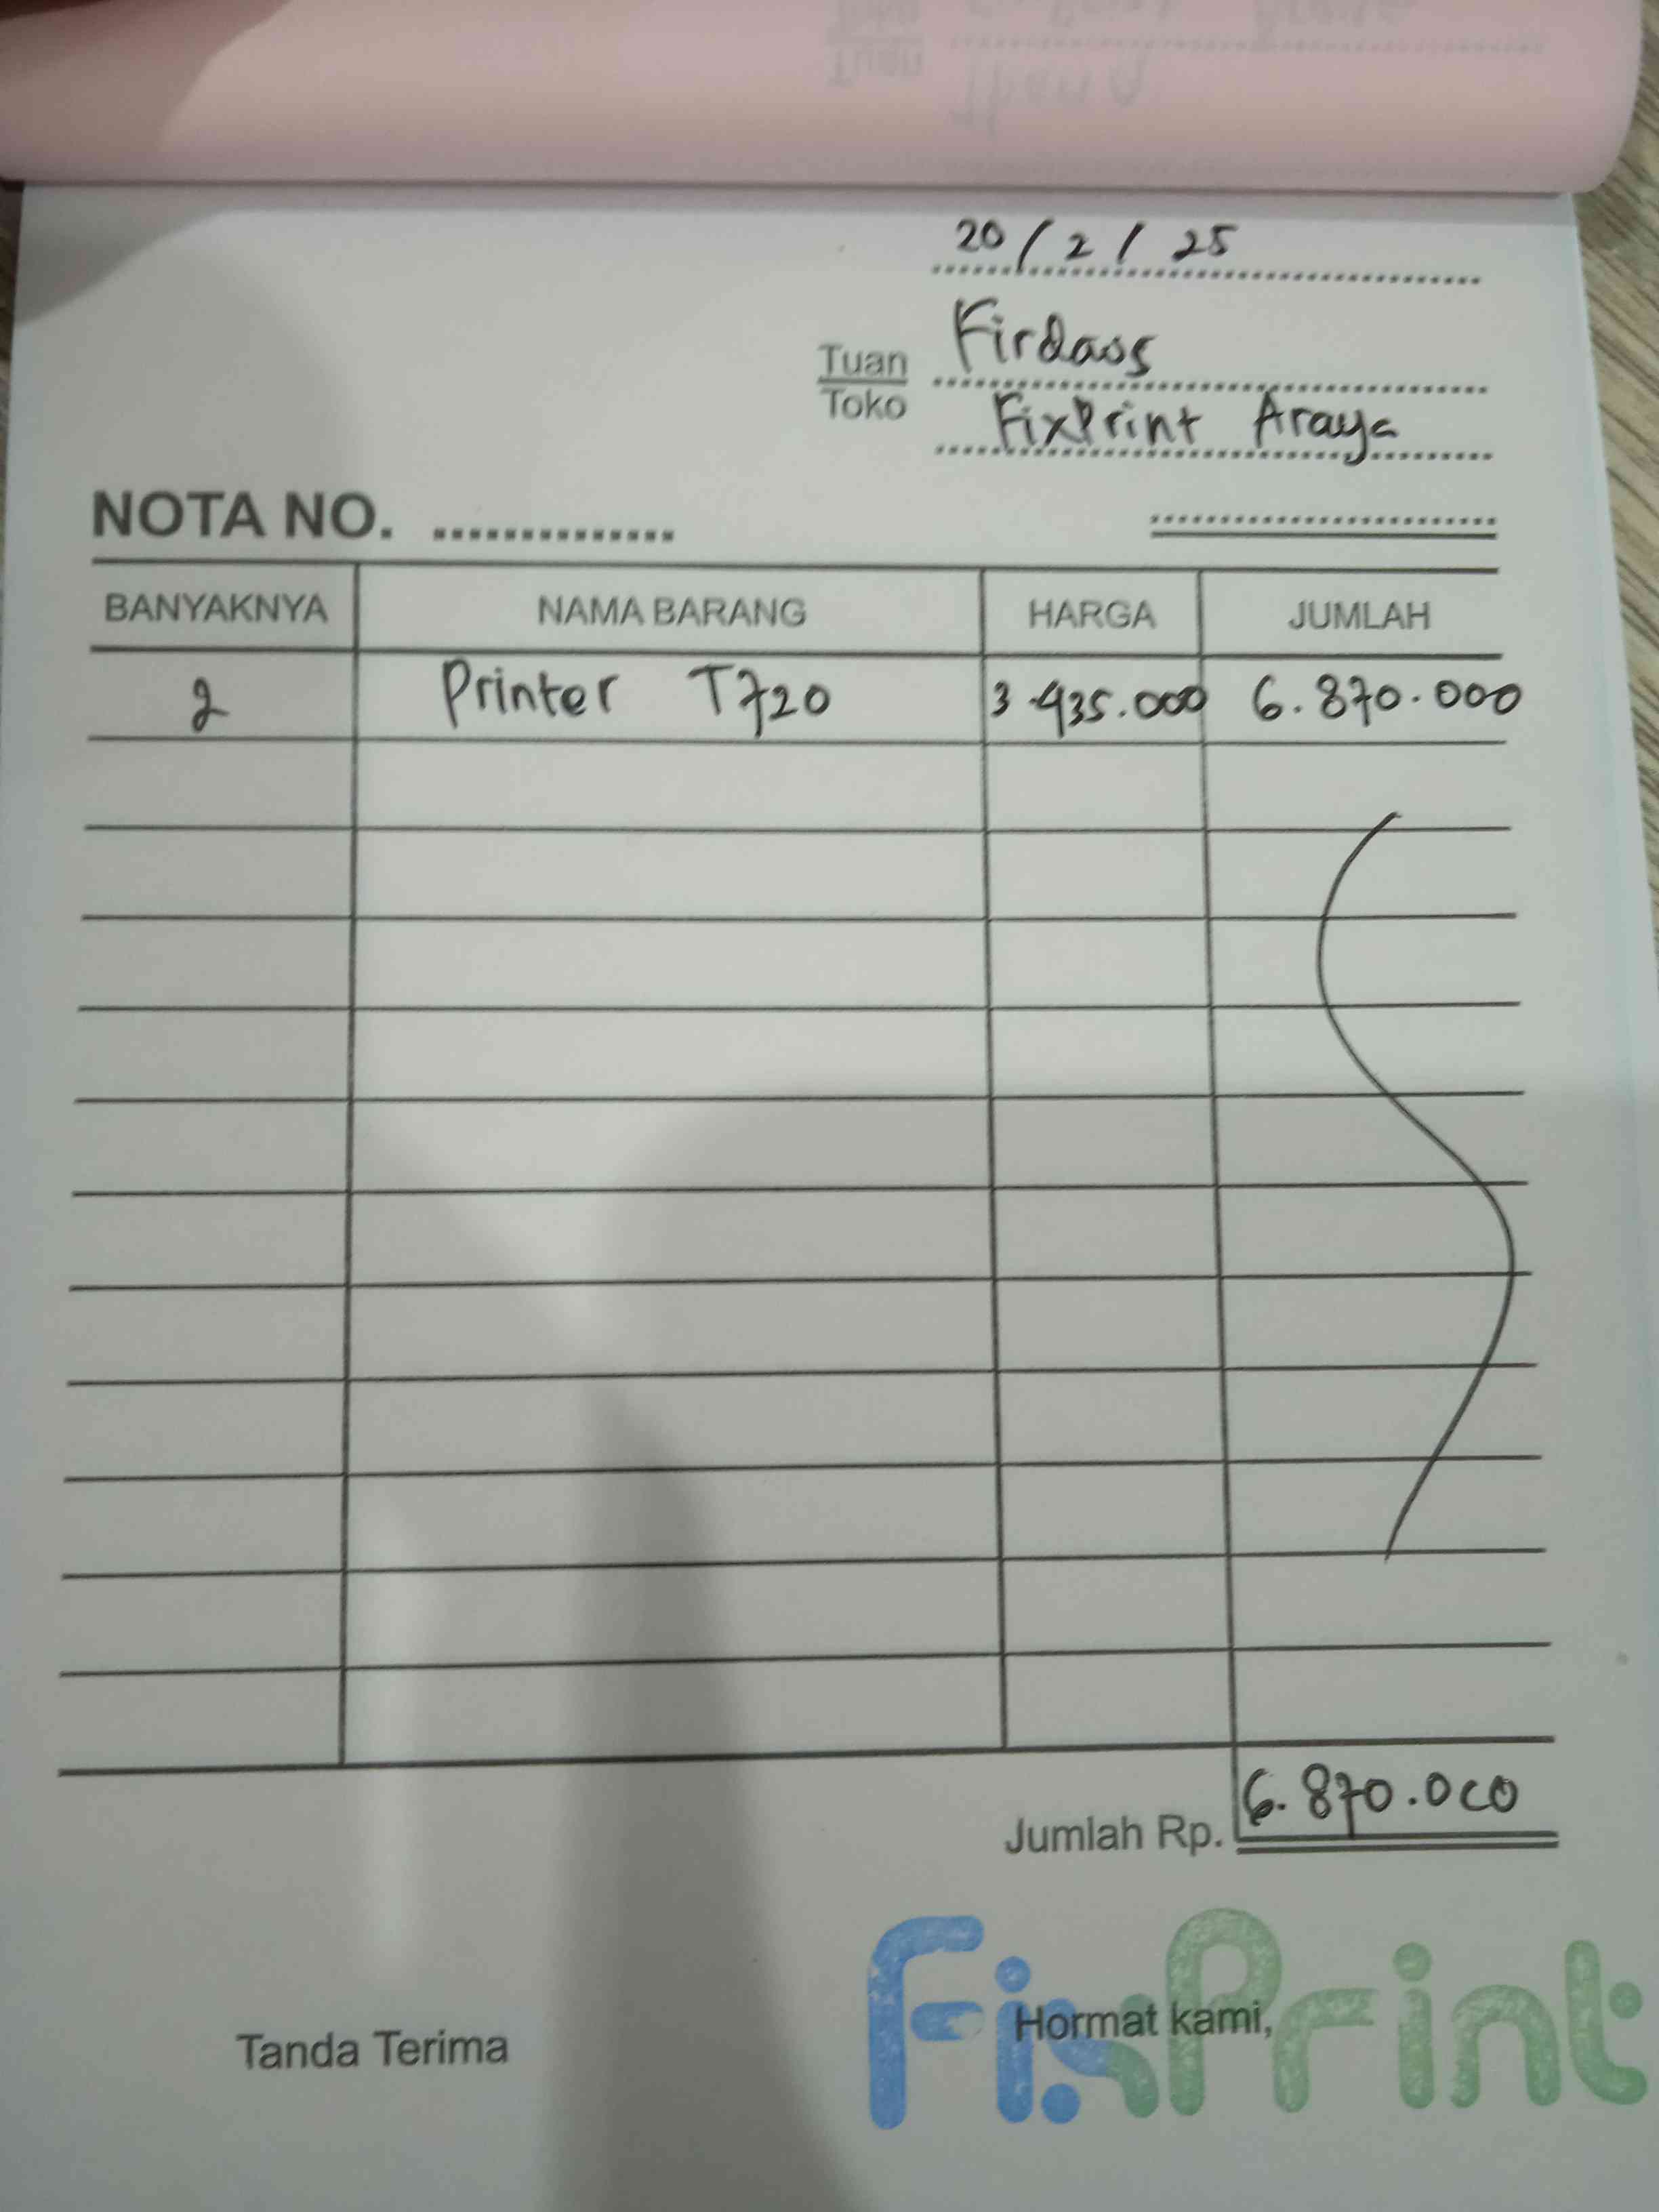 20/2/25
Tuan Firdaos
Toko FixPrint Araya
NOTA NO. ..............
BANYAKNYA NAMA BARANG HARGA JUMLAH
2 Printer T720 3.435.000 6.870.000
Jumlah Rp. 6.870.000
Tanda Terima Hormat kami,
FixPrint